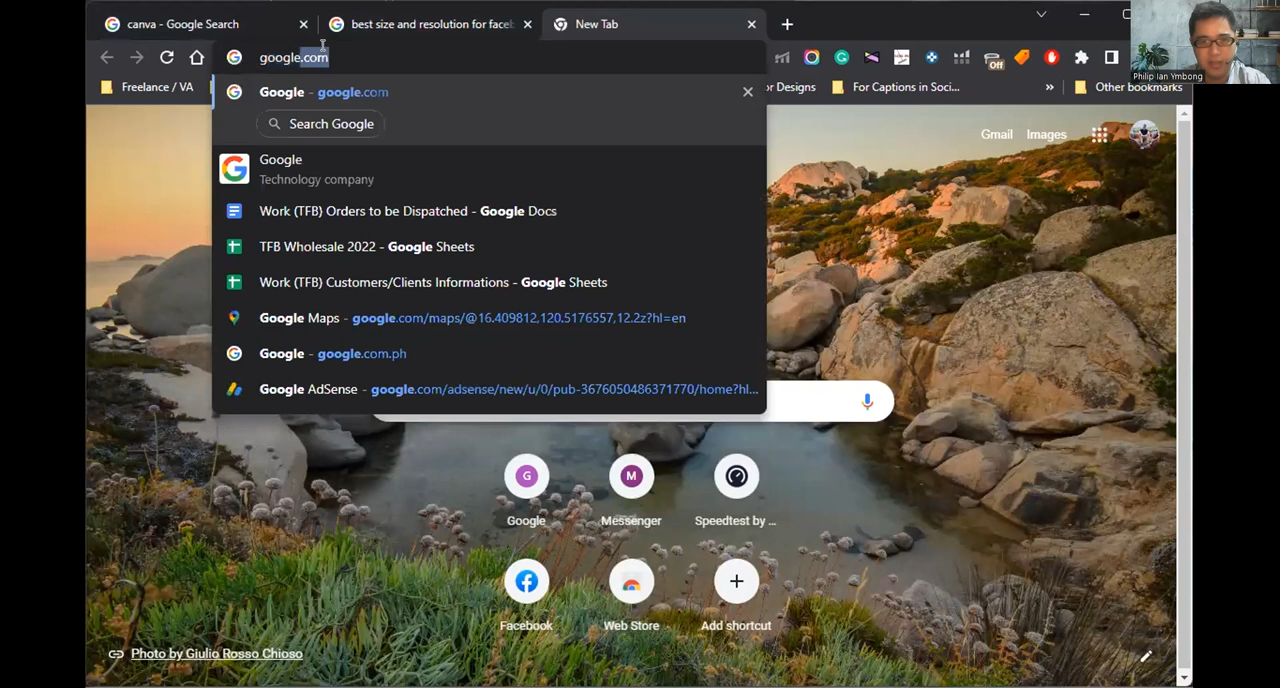 canva - Google Search
best size and resolution for faceb
New Tab
google.com
Off
Philip Ian Ymbong
Freelance / VA
or Designs
For Captions in Soci...
»
Other bookmarks
Google - google.com
Search Google
Google
Technology company
Work (TFB) Orders to be Dispatched - Google Docs
TFB Wholesale 2022 - Google Sheets
Work (TFB) Customers/Clients Informations - Google Sheets
Google Maps - google.com/maps/@16.409812,120.5176557,12.2z?hl=en
Google - google.com.ph
Google AdSense - google.com/adsense/new/u/0/pub-3676050486371770/home?hl...
Gmail
Images
G
M
Google
Messenger
Speedtest by ...
Facebook
Web Store
Add shortcut
Photo by Giulio Rosso Chioso